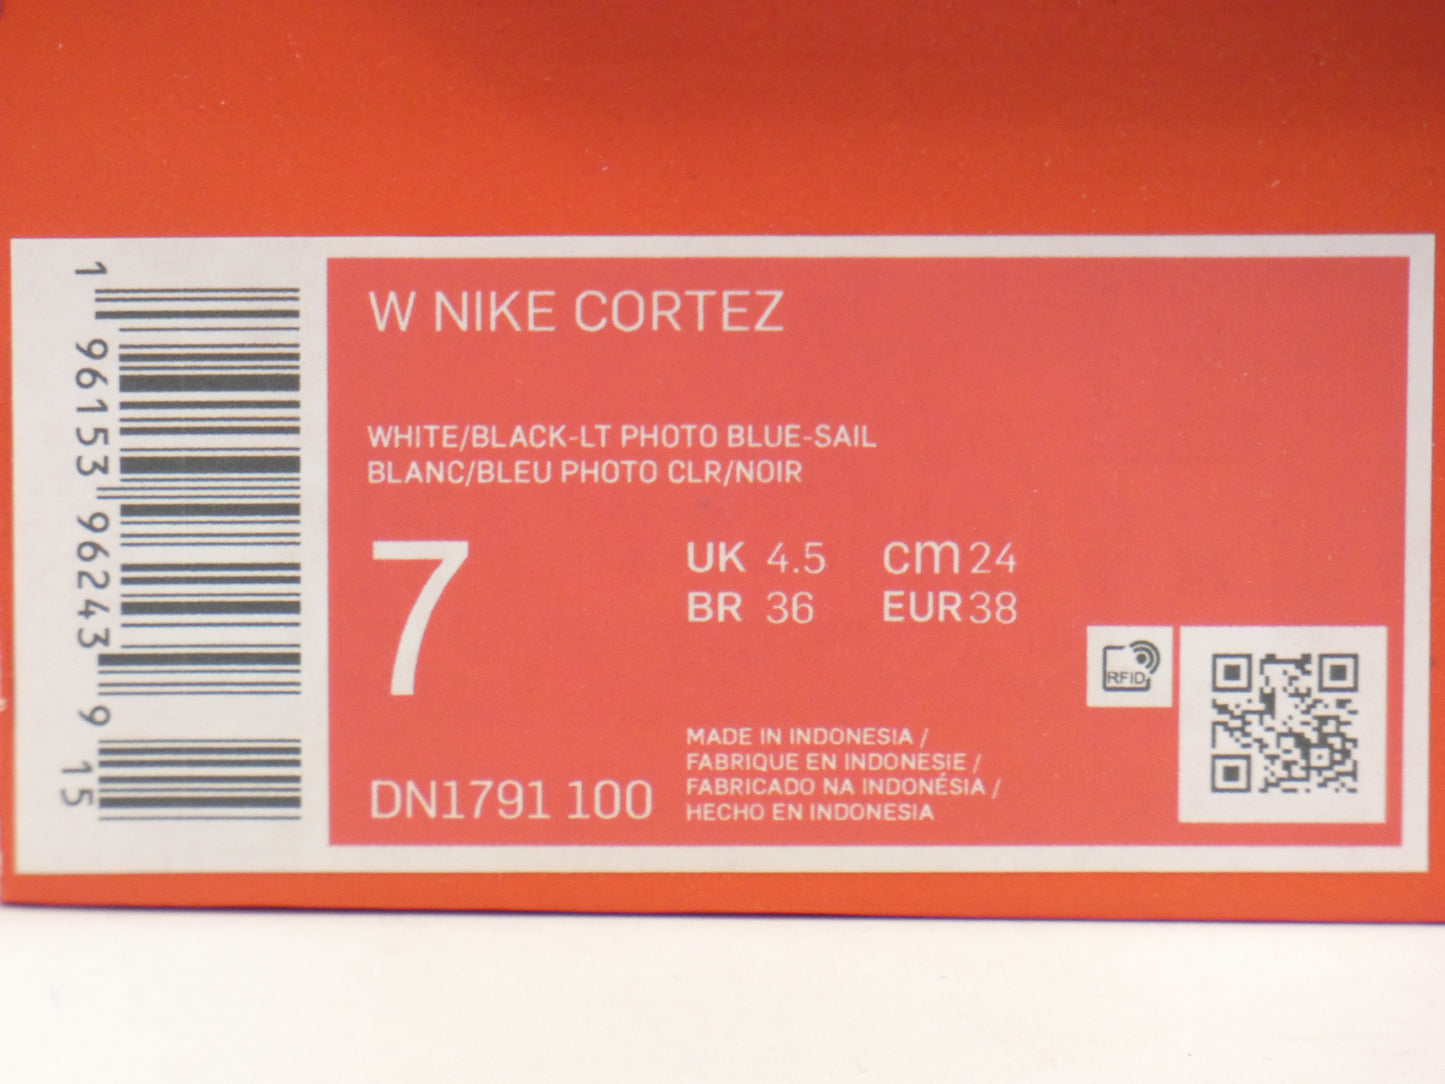 1 96153 96243 9 15
W NIKE CORTEZ
WHITE/BLACK-LT PHOTO BLUE-SAIL
BLANC/BLEU PHOTO CLR/NOIR
7
UK 4.5 cm 24
BR 36 EUR 38
RFID
DN1791 100
MADE IN INDONESIA /
FABRIQUE EN INDONESIE /
FABRICADO NA INDONÉSIA /
HECHO EN INDONESIA